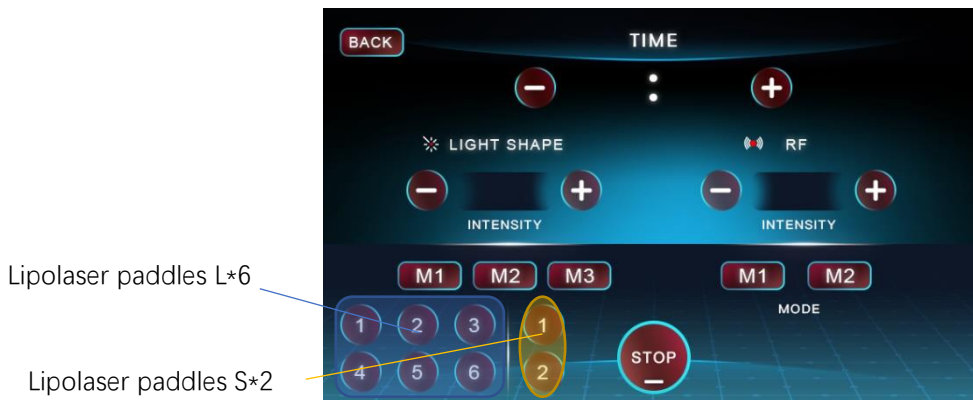 BACK
TIME
− : +
LIGHT SHAPE
RF
− +
− +
INTENSITY
INTENSITY
M1 M2 M3
M1 M2
MODE
Lipolaser paddles L*6
1 2 3
1
4 5 6
2
STOP
Lipolaser paddles S*2